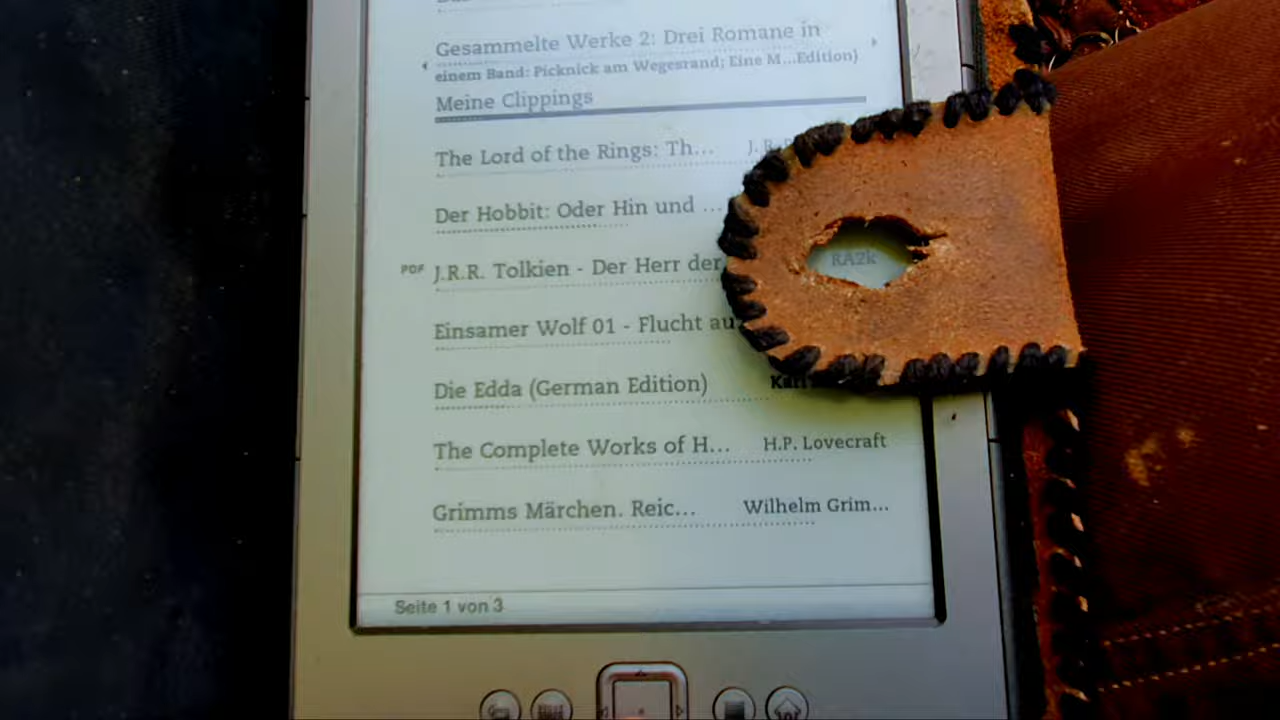 Gesammelte Werke 2: Drei Romane in
einem Band: Picknick am Wegesrand; Eine M...Edition)
Meine Clippings
The Lord of the Rings: Th... J. R.
Der Hobbit: Oder Hin und ...
PDF J.R.R. Tolkien - Der Herr der RA2k
Einsamer Wolf 01 - Flucht au
Die Edda (German Edition)
The Complete Works of H... H.P. Lovecraft
Grimms Märchen. Reic... Wilhelm Grim...
Seite 1 von 3